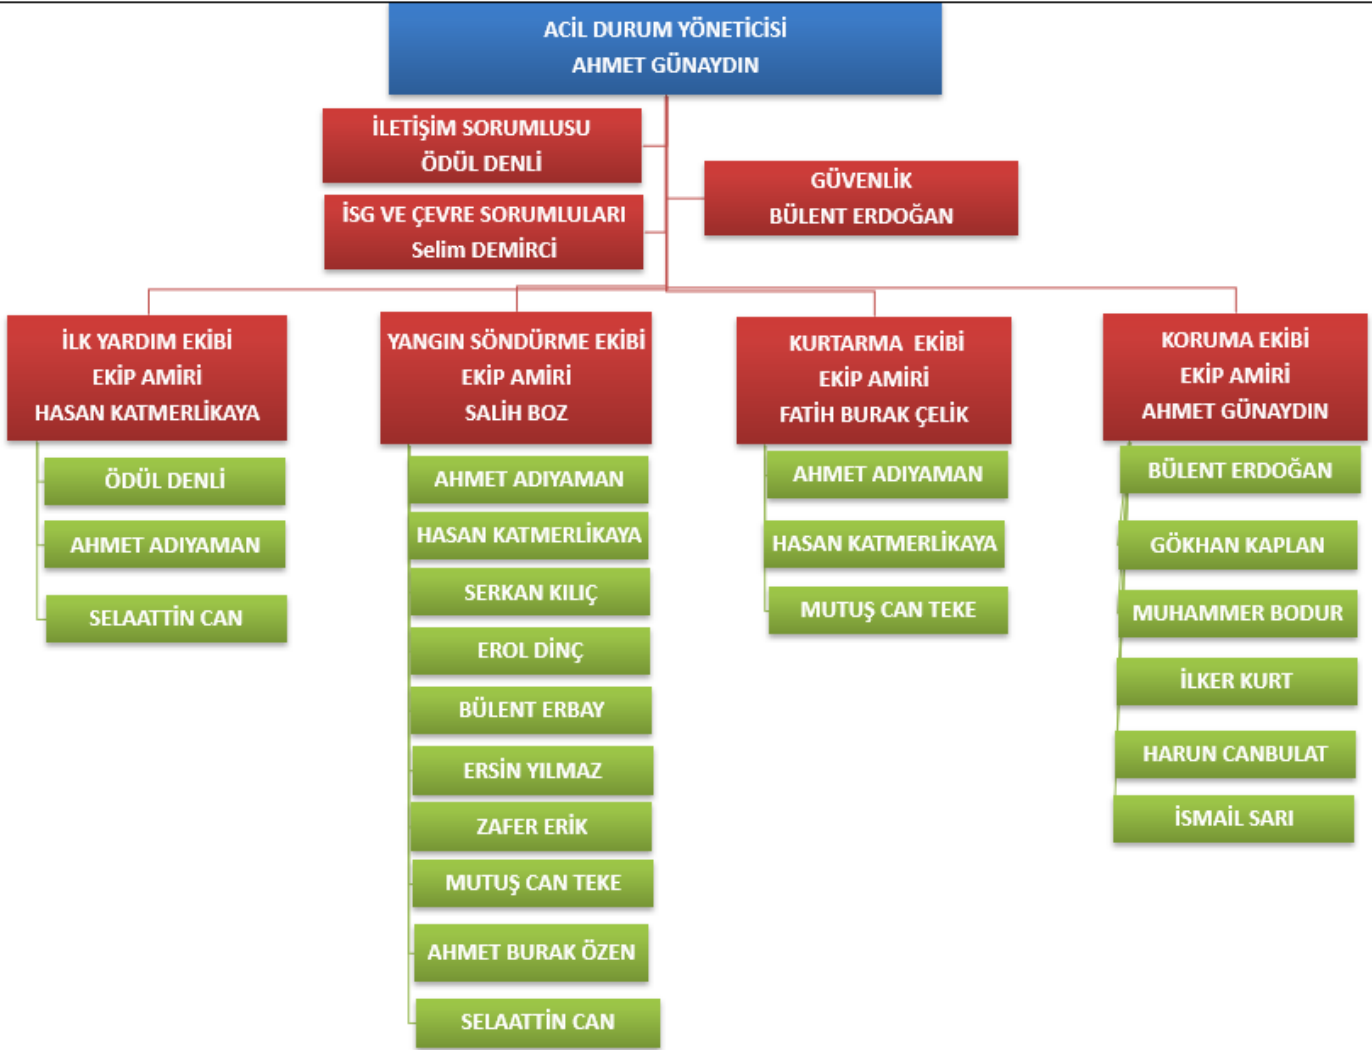 ACİL DURUM YÖNETİCİSİ
AHMET GÜNAYDIN
İLETİŞİM SORUMLUSU
ÖDÜL DENLİ
GÜVENLİK
BÜLENT ERDOĞAN
İSG VE ÇEVRE SORUMLULARI
Selim DEMİRCİ
İLK YARDIM EKİBİ
EKİP AMİRİ
HASAN KATMERLİKAYA
ÖDÜL DENLİ
AHMET ADIYAMAN
SELAATTİN CAN
YANGIN SÖNDÜRME EKİBİ
EKİP AMİRİ
SALİH BOZ
AHMET ADIYAMAN
HASAN KATMERLİKAYA
SERKAN KILIÇ
EROL DİNÇ
BÜLENT ERBAY
ERSİN YILMAZ
ZAFER ERİK
MUTUŞ CAN TEKE
AHMET BURAK ÖZEN
SELAATTİN CAN
KURTARMA EKİBİ
EKİP AMİRİ
FATİH BURAK ÇELİK
AHMET ADIYAMAN
HASAN KATMERLİKAYA
MUTUŞ CAN TEKE
KORUMA EKİBİ
EKİP AMİRİ
AHMET GÜNAYDIN
BÜLENT ERDOĞAN
GÖKHAN KAPLAN
MUHAMMER BODUR
İLKER KURT
HARUN CANBULAT
İSMAİL SARI